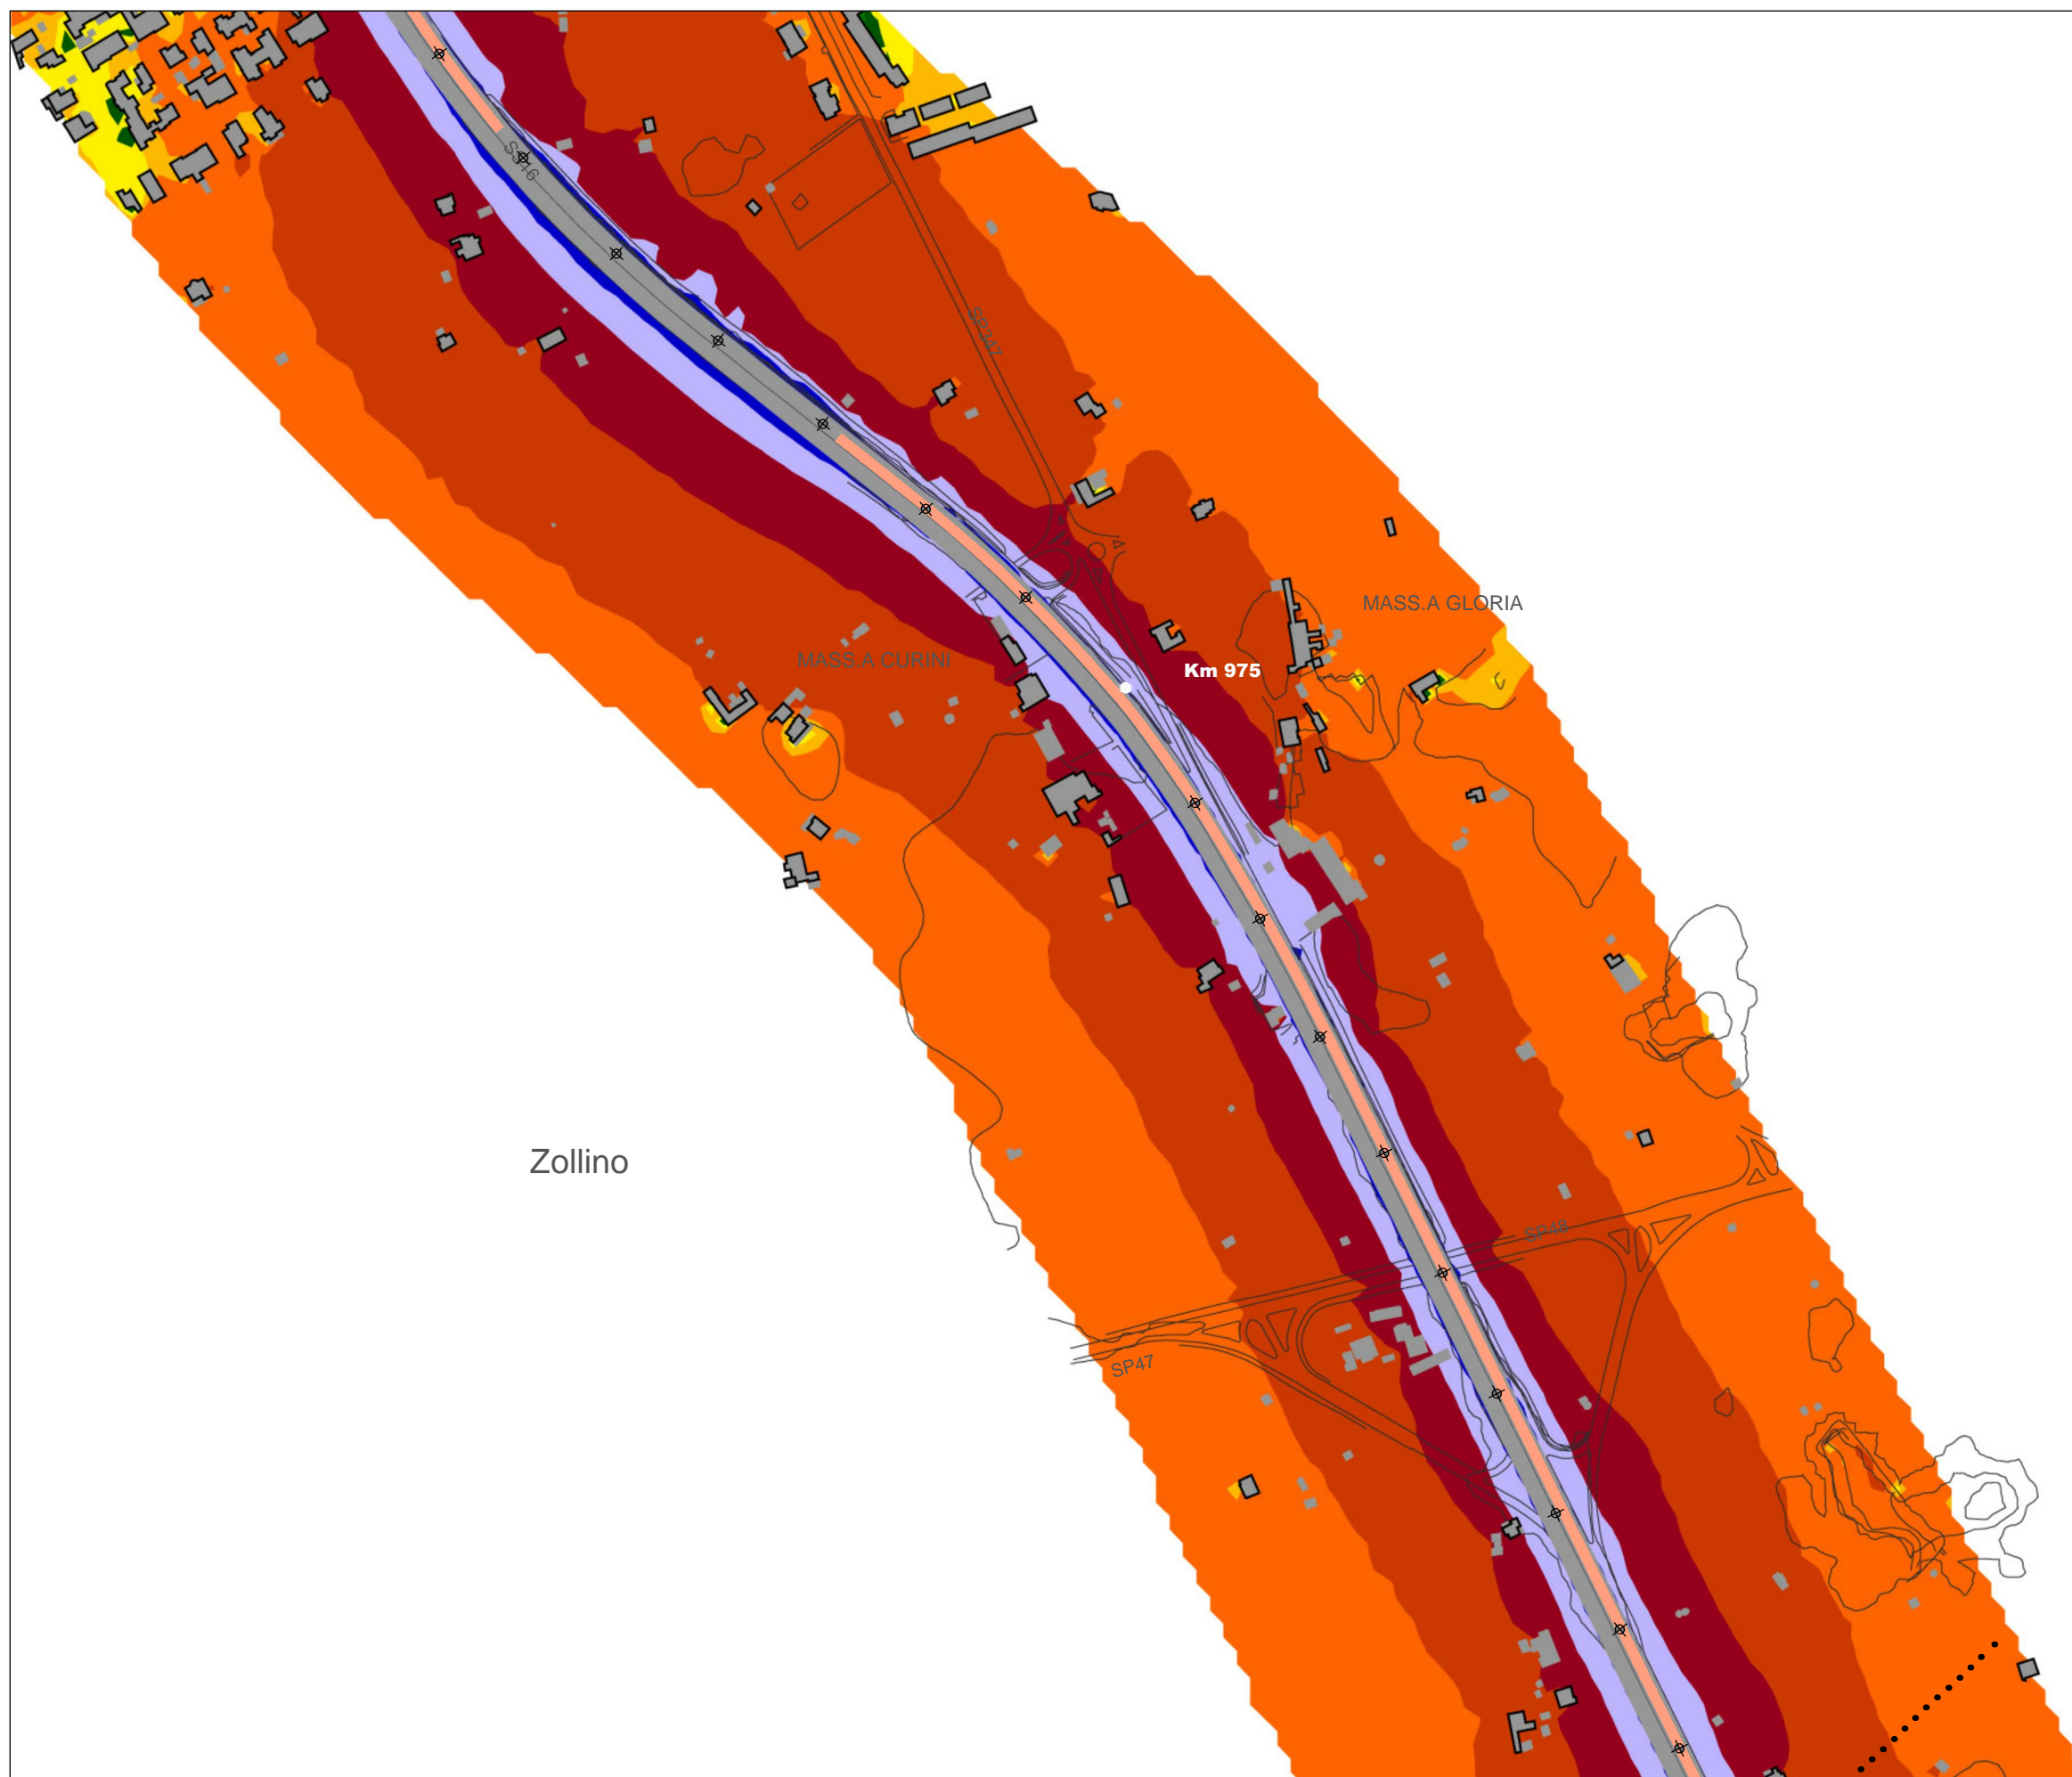 SS16
SP247
MASS.A GLORIA
MASS.A CURINI
Km 975
Zollino
SP48
SP47